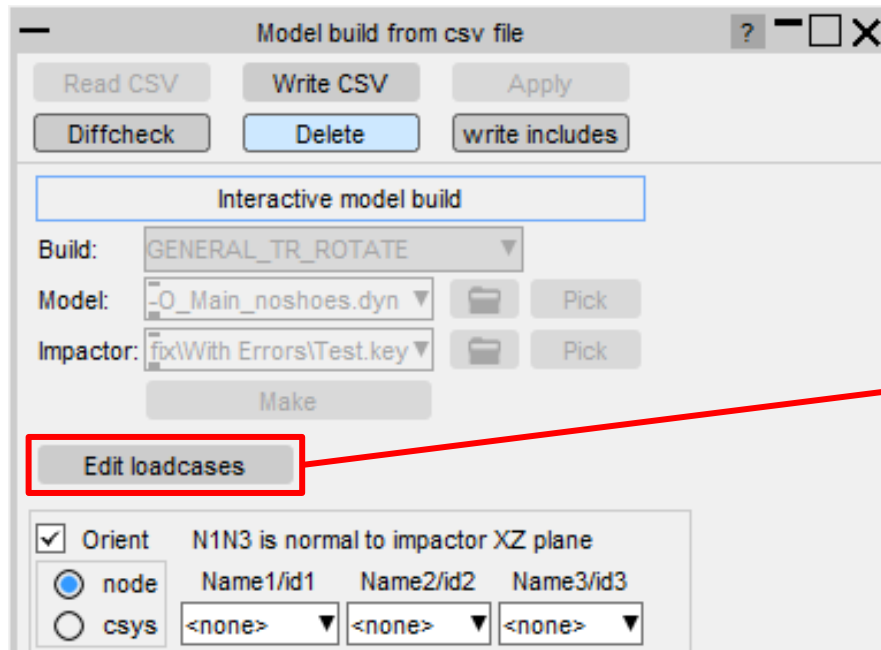 Model build from csv file ?
Read CSV Write CSV Apply
Diffcheck Delete write includes
Interactive model build
Build: GENERAL_TR_ROTATE
Model: -O_Main_noshoes.dyn Pick
Impactor: fix\With Errors\Test.key Pick
Make
Edit loadcases
Orient N1N3 is normal to impactor XZ plane
node Name1/id1 Name2/id2 Name3/id3
csys <none> <none> <none>